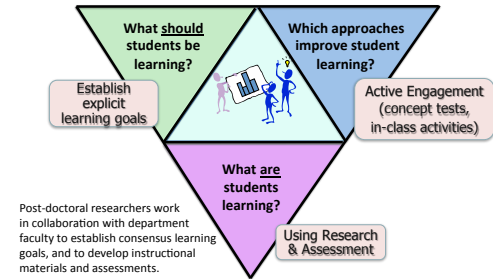 What should
students be
learning?
Which approaches
improve student
learning?
Establish
explicit
learning goals
Active Engagement
(concept tests,
in-class activities)
What are
students
learning?
Post-doctoral researchers work
in collaboration with department
faculty to establish consensus learning
goals, and to develop instructional
materials and assessments.
Using Research
& Assessment